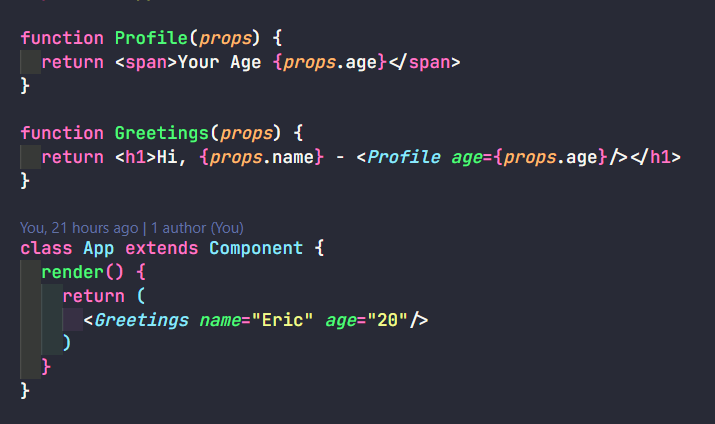 function Profile(props) {
  return <span>Your Age {props.age}</span>
}
function Greetings(props) {
  return <h1>Hi, {props.name} - <Profile age={props.age}/></h1>
}
You, 21 hours ago | 1 author (You)
class App extends Component {
  render() {
    return (
      <Greetings name="Eric" age="20"/>
    )
  }
}